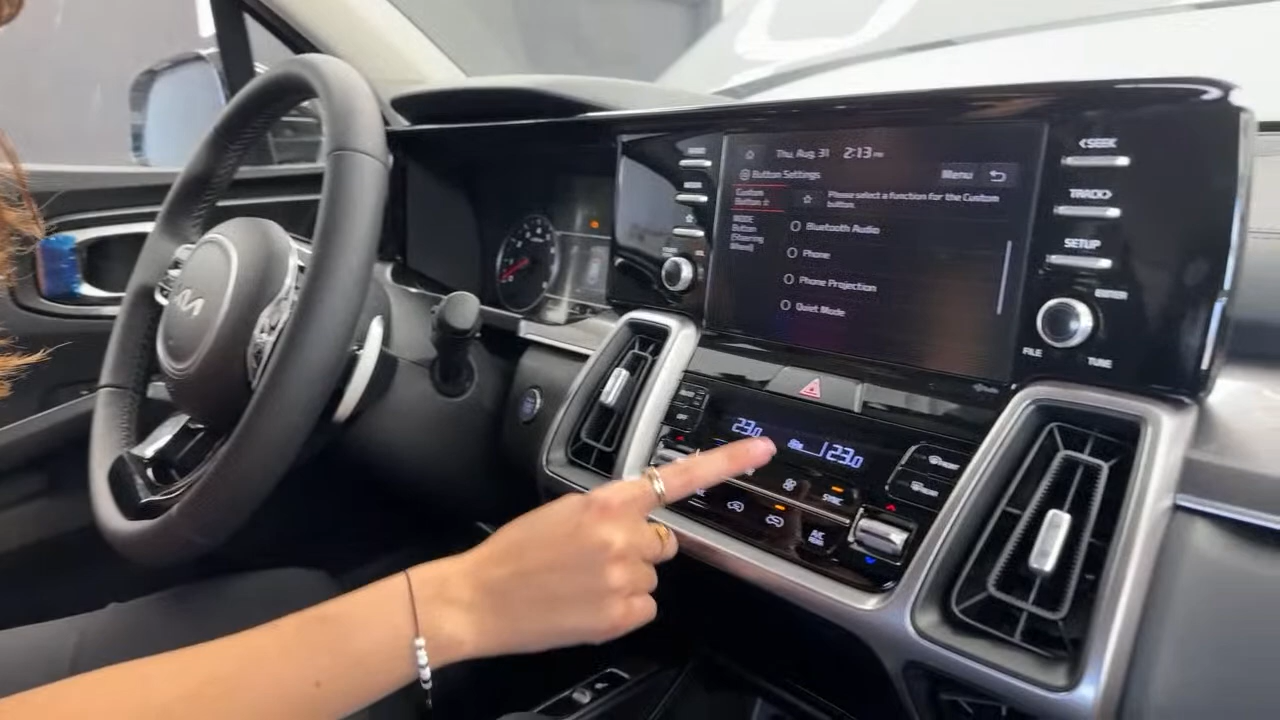 Thu, Aug. 31 2:13 PM
Button Settings
Menu
Custom
Button ☆
Please select a function for the Custom
button.
MODE
Button
(Steering
Wheel)
Bluetooth Audio
Phone
Phone Projection
Quiet Mode
< SEEK
TRACK >
SETUP
ENTER
FILE
TUNE
OFF
23.0
23.0
SYNC
A/C